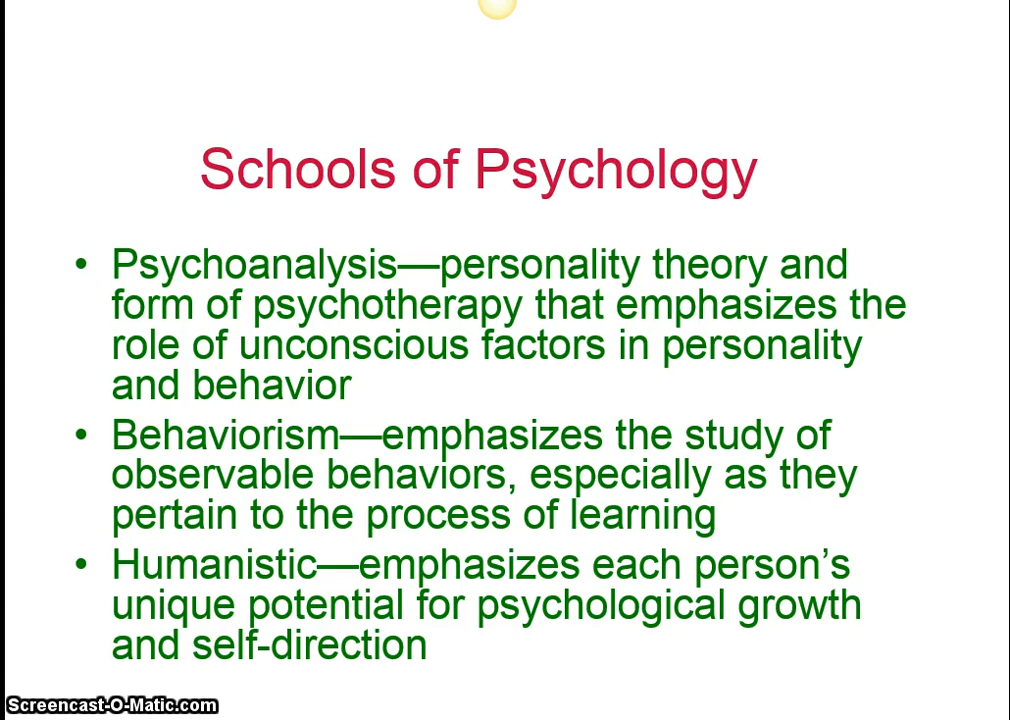 Schools of Psychology
• Psychoanalysis—personality theory and
form of psychotherapy that emphasizes the
role of unconscious factors in personality
and behavior
• Behaviorism—emphasizes the study of
observable behaviors, especially as they
pertain to the process of learning
• Humanistic—emphasizes each person’s
unique potential for psychological growth
and self-direction
Screencast-O-Matic.com